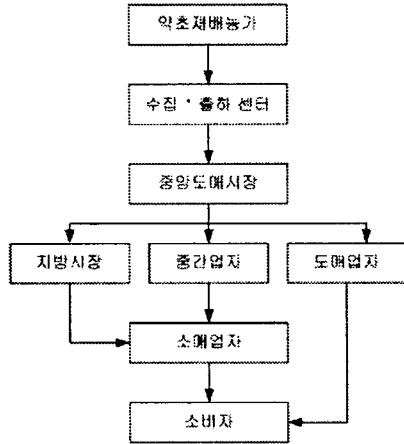 약초재배농가
수집·출하 센터
중앙도매시장
지방시장
중간업자
도매업자
소매업자
소비자